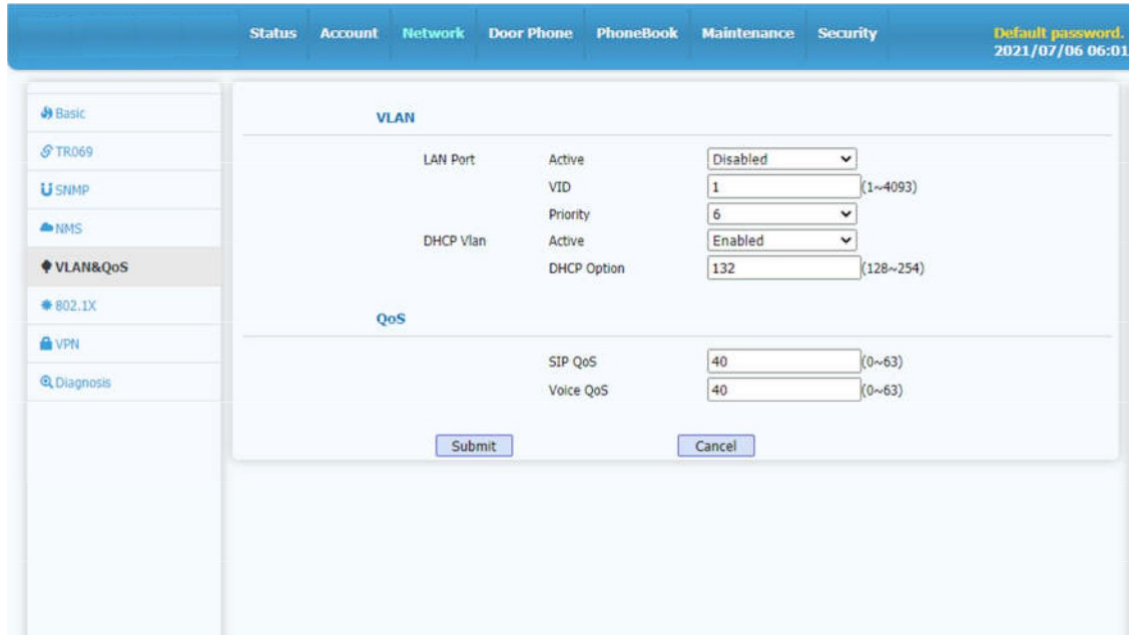 Status Account Network Door Phone PhoneBook Maintenance Security Default password.
2021/07/06 06:01
Basic
TR069
SNMP
NMS
VLAN&QoS
802.1X
VPN
Diagnosis
VLAN
LAN Port Active Disabled
VID 1 (1~4093)
Priority 6
DHCP Vlan Active Enabled
DHCP Option 132 (128~254)
QoS
SIP QoS 40 (0~63)
Voice QoS 40 (0~63)
Submit Cancel